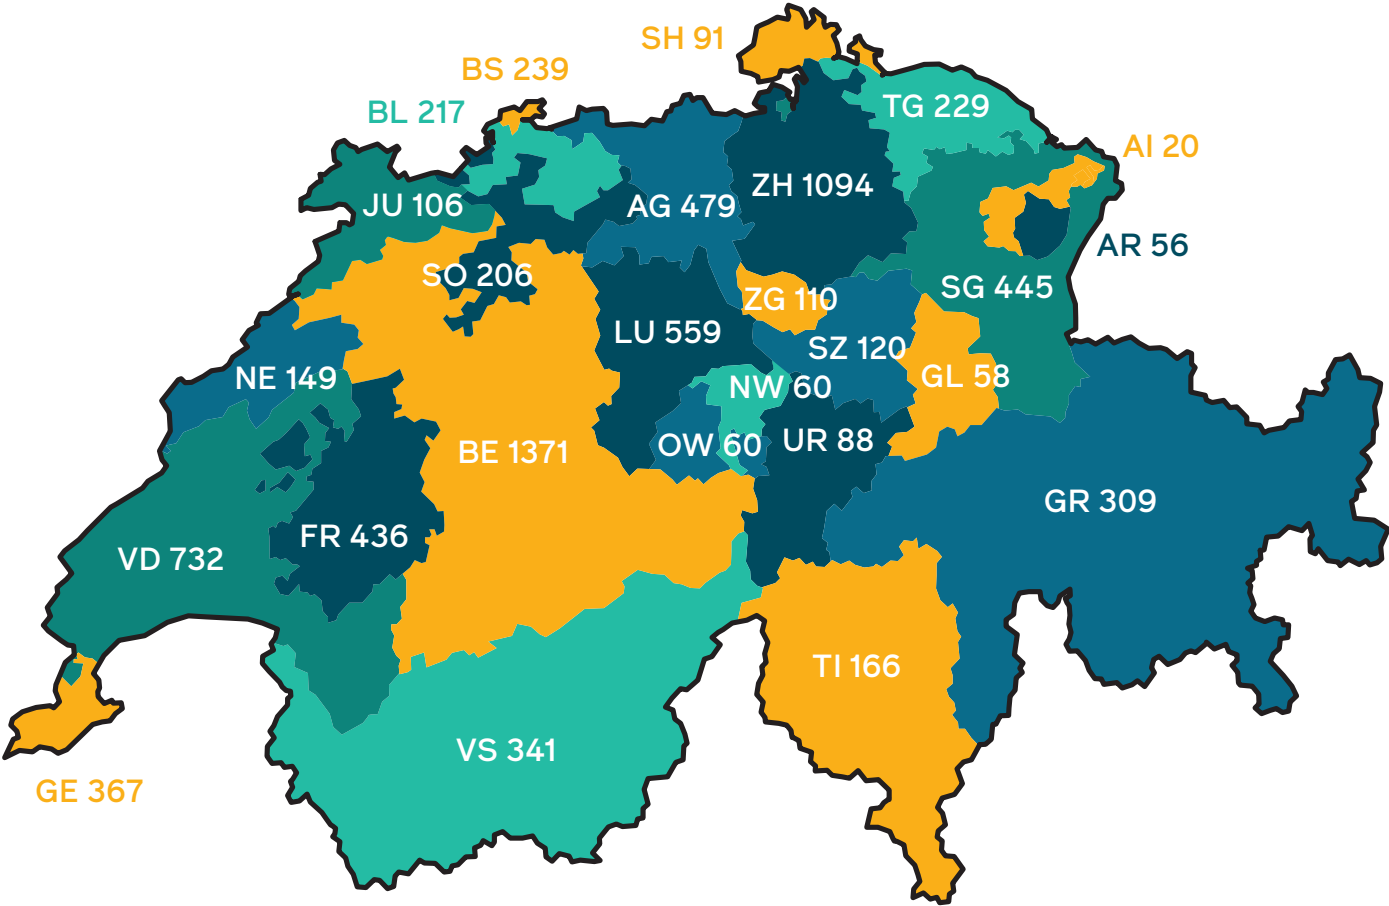 SH 91
BS 239
BL 217
TG 229
AI 20
ZH 1094
JU 106
AG 479
AR 56
SO 206
SG 445
ZG 110
LU 559
SZ 120
NE 149
GL 58
NW 60
UR 88
OW 60
BE 1371
GR 309
FR 436
VD 732
TI 166
VS 341
GE 367